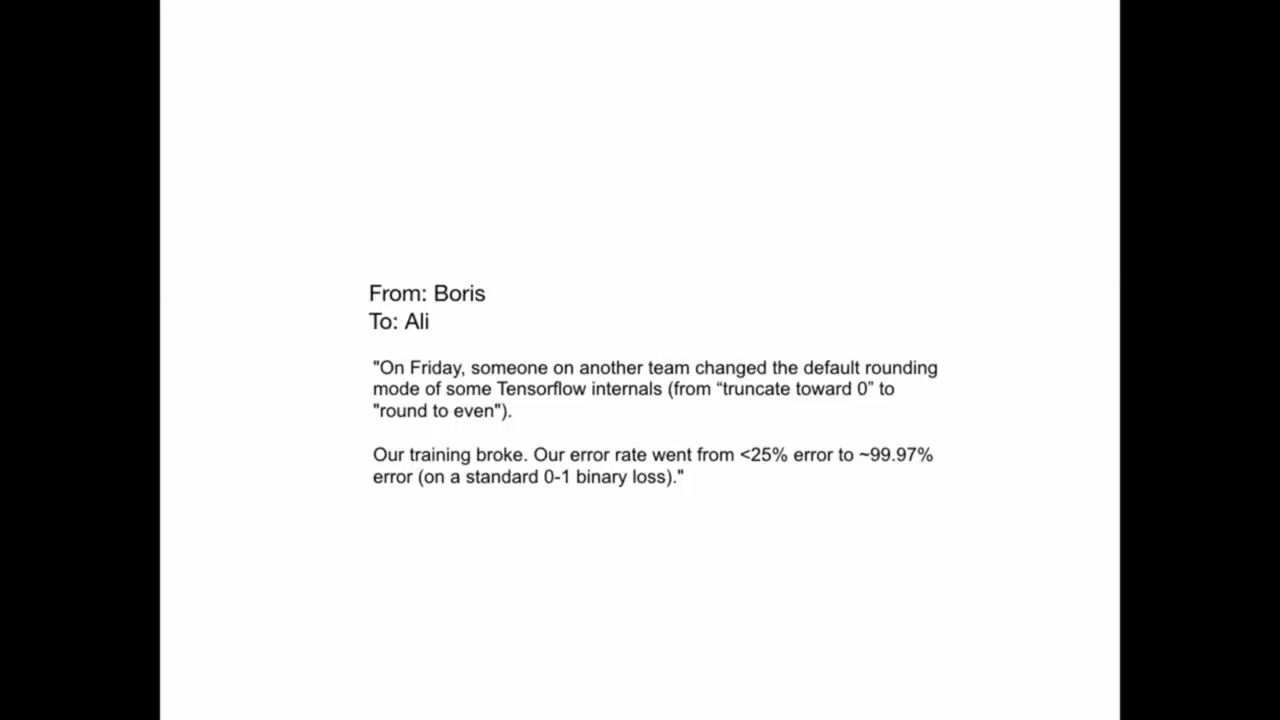 From: Boris
To: Ali
"On Friday, someone on another team changed the default rounding
mode of some Tensorflow internals (from “truncate toward 0” to
"round to even").
Our training broke. Our error rate went from <25% error to ~99.97%
error (on a standard 0-1 binary loss)."